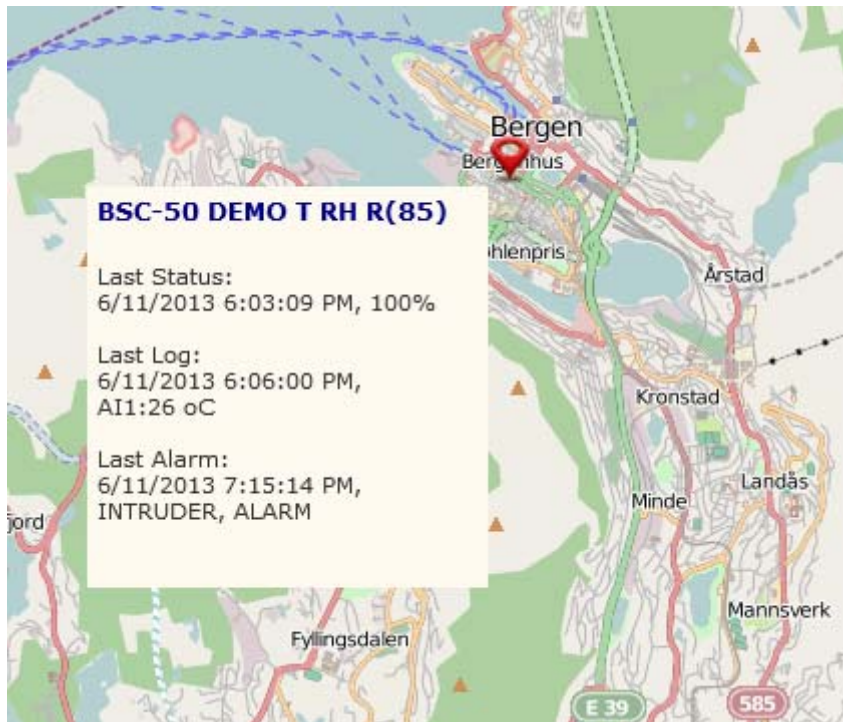 Bergen
BSC-50 DEMO T RH R(85)
Last Status:
6/11/2013 6:03:09 PM, 100%
Last Log:
6/11/2013 6:06:00 PM,
AI1:26 oC
Last Alarm:
6/11/2013 7:15:14 PM,
INTRUDER, ALARM
Årstad
Kronstad
Landås
Minde
Mannsverk
Fyllingsdalen
E 39
585